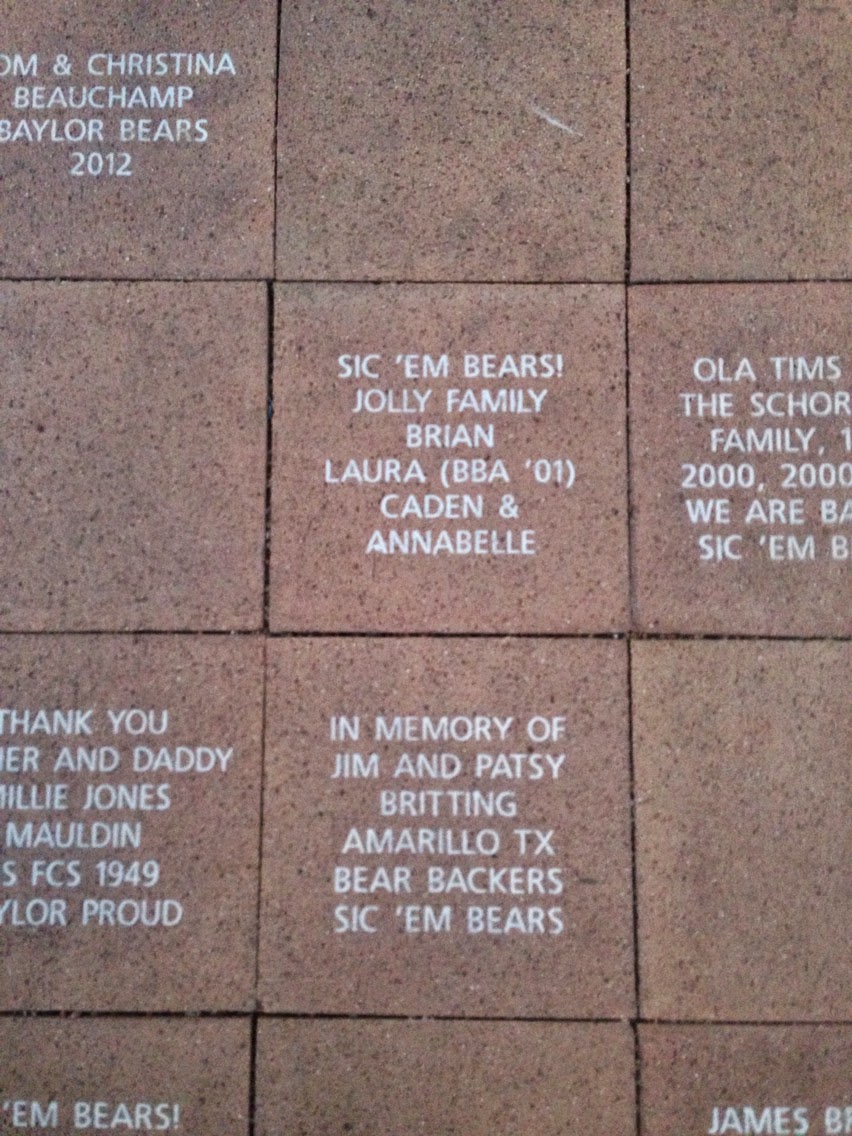 & CHRISTINA
BEAUCHAMP
BAYLOR BEARS
2012
SIC 'EM BEARS!
JOLLY FAMILY
BRIAN
LAURA (BBA '01)
CADEN &
ANNABELLE
OLA TIMS
THE SCHOR
FAMILY, 1
2000, 2000
WE ARE BA
SIC 'EM B
THANK YOU
ER AND DADDY
MILLIE JONES
MAULDIN
S FCS 1949
YLOR PROUD
IN MEMORY OF
JIM AND PATSY
BRITTING
AMARILLO TX
BEAR BACKERS
SIC 'EM BEARS
'EM BEARS!
JAMES BR